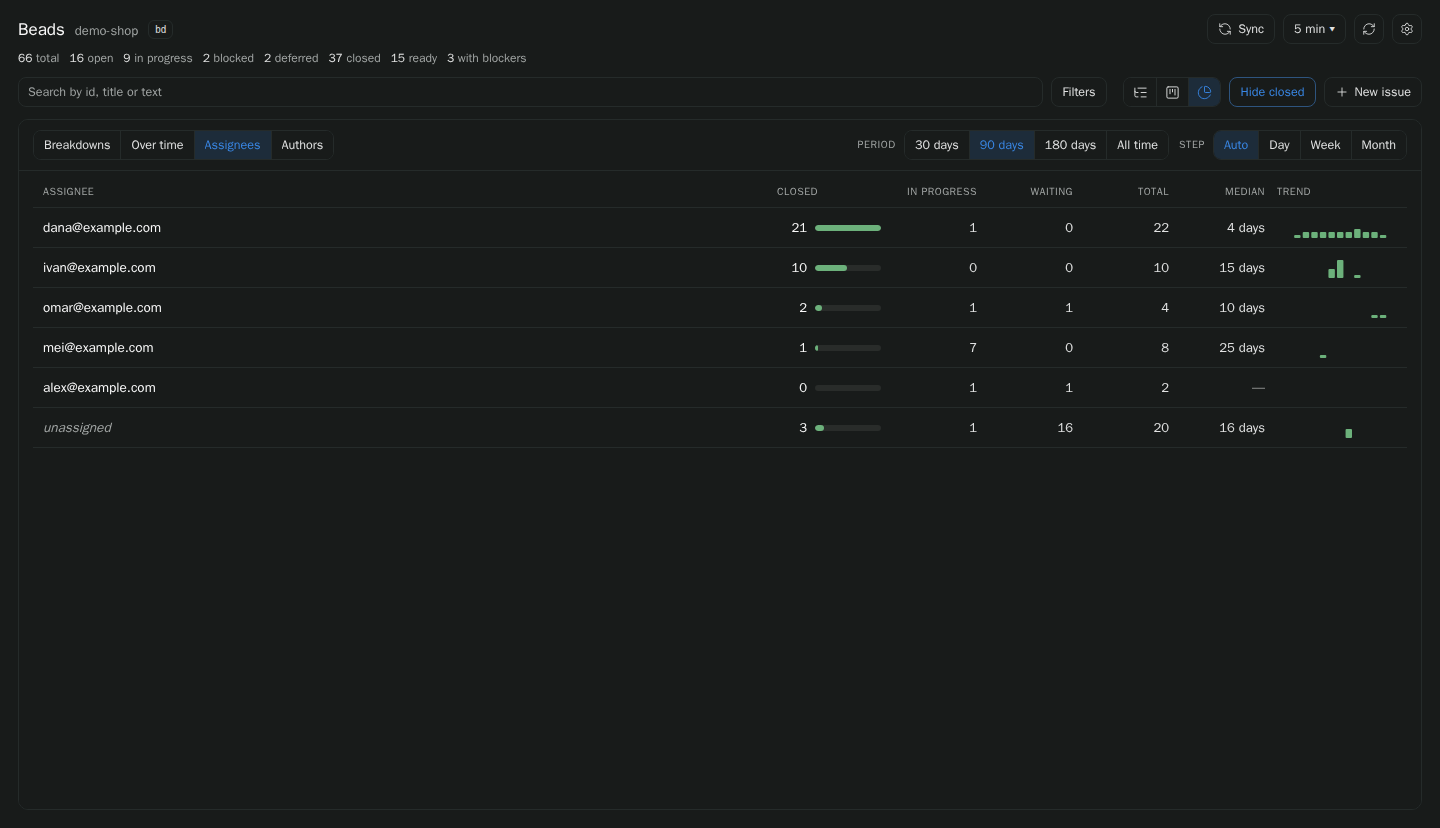 Beads demo-shop bd Sync 5 min ▾
66 total 16 open 9 in progress 2 blocked 2 deferred 37 closed 15 ready 3 with blockers
Search by id, title or text Filters Hide closed + New issue
Breakdowns Over time Assignees Authors PERIOD 30 days 90 days 180 days All time STEP Auto Day Week Month
ASSIGNEE CLOSED IN PROGRESS WAITING TOTAL MEDIAN TREND
dana@example.com 21 1 0 22 4 days
ivan@example.com 10 0 0 10 15 days
omar@example.com 2 1 1 4 10 days
mei@example.com 1 7 0 8 25 days
alex@example.com 0 1 1 2 —
unassigned 3 1 16 20 16 days